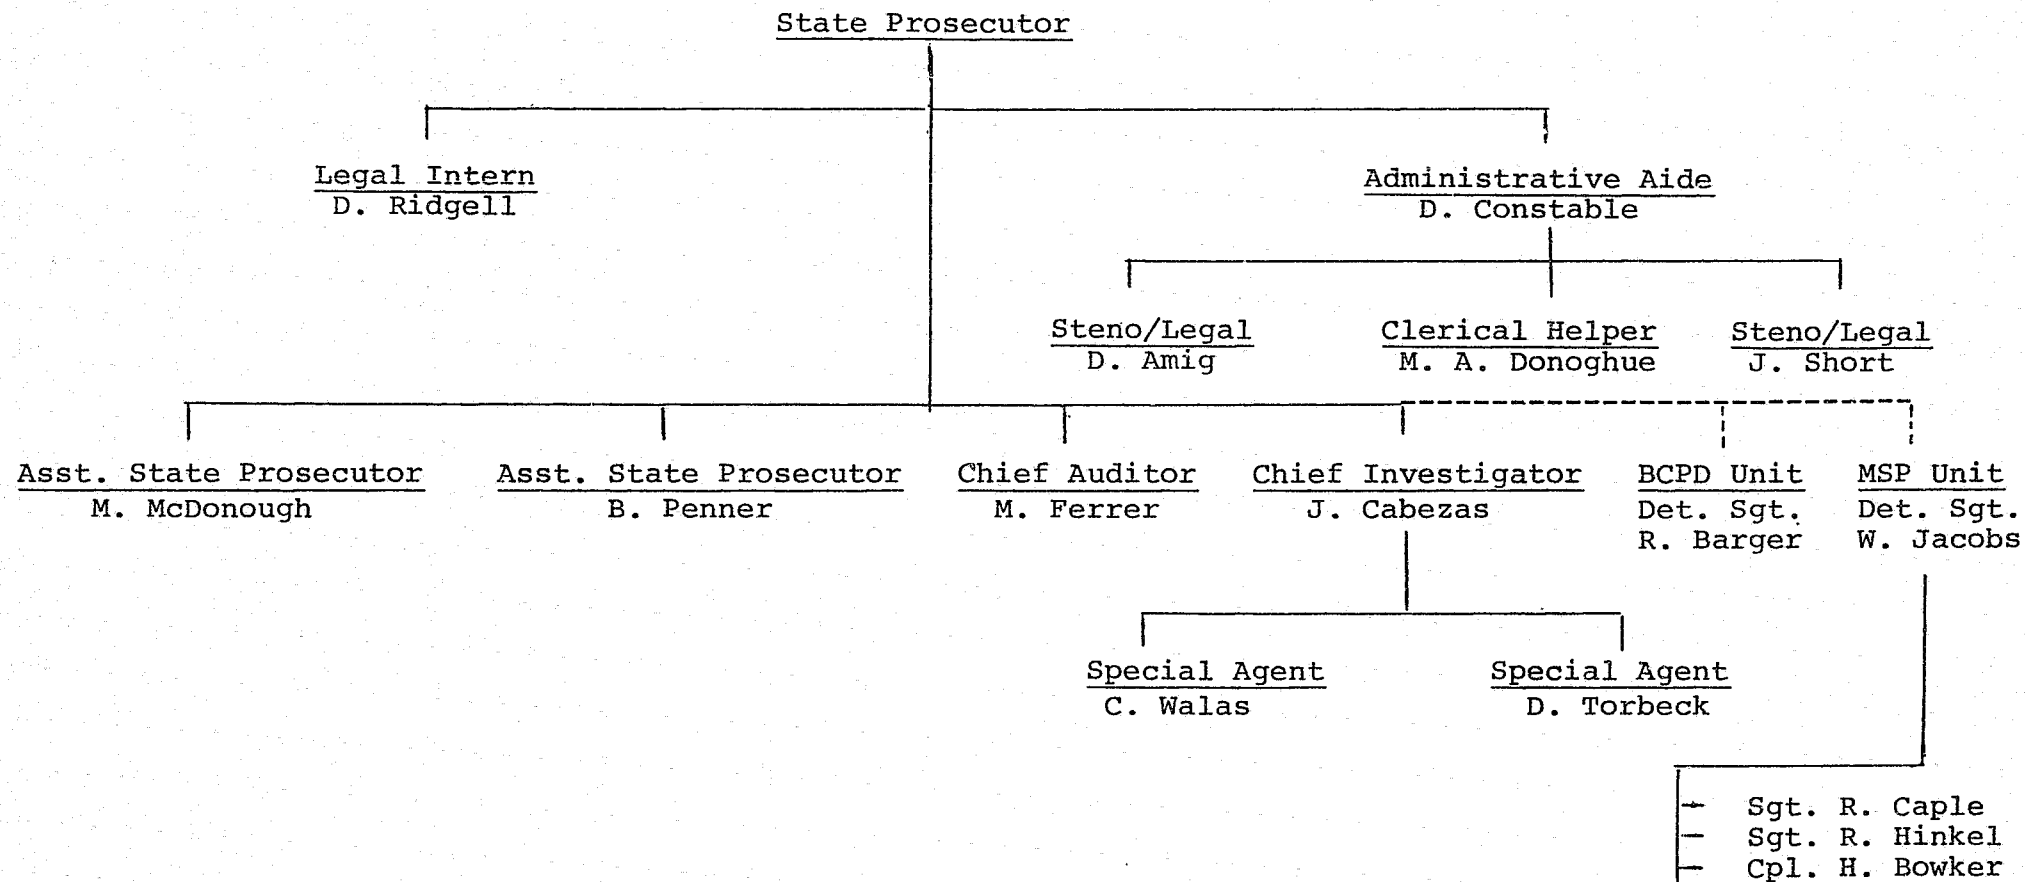 State Prosecutor
Legal Intern
D. Ridgell
Administrative Aide
D. Constable
Steno/Legal
D. Amig
Clerical Helper
M. A. Donoghue
Steno/Legal
J. Short
Asst. State Prosecutor
M. McDonough
Asst. State Prosecutor
B. Penner
Chief Auditor
M. Ferrer
Chief Investigator
J. Cabezas
BCPD Unit
Det. Sgt.
R. Barger
MSP Unit
Det. Sgt.
W. Jacobs
Special Agent
C. Walas
Special Agent
D. Torbeck
Sgt. R. Caple
Sgt. R. Hinkel
Cpl. H. Bowker